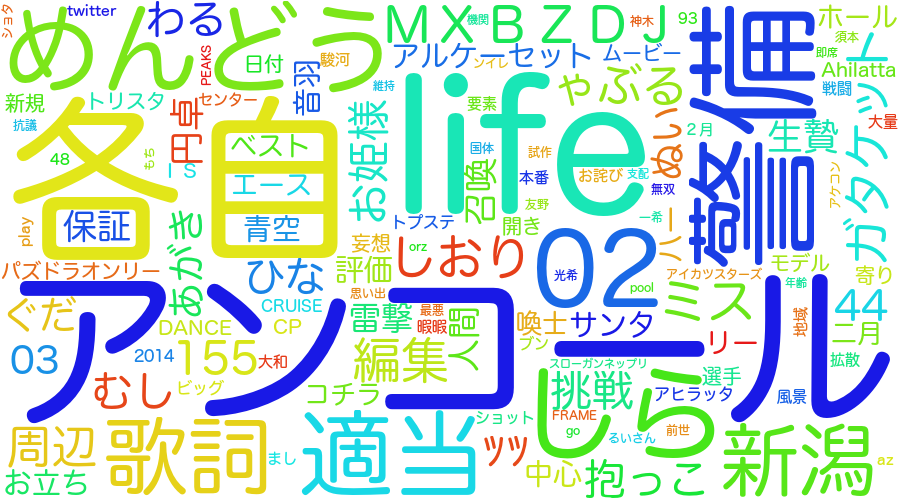 ショタ
twitter
わる
めんどう
PEAKS
日付
駿河
音羽
機関
MXBZDJ
アルケーセット
ムービー
神木
93
ホール
須本
即席
Ahilatta
戦闘
大量
備
警
新規
トリスタ
センター
抗議
48
もち
円卓
IS
ベスト
エース
青空
各自
保証
play
パズドラオンリー
あがき
維持
お姫様
life
ソイレ
要素
国体
召喚
本番
友野
開き
試作
お詫び
支配
無双
ゃぶる
ぬい
一希
ハー
生贄
ガタケット
アケコン
トプステ
orz
妄想
評価
しおり
02
光希
pool
アイカツスターズ
モデル
年齢
寄り
ぐだ
ひな
CRUISE
DANCE
CP
思い出
雷撃
最悪
暇暇
人間
喚士
サンタ
ブン
ミス
リー
地域
44
二月
拡散
2月
アンコール
03
2014
155
大和
ビッグ
むし
編集
コチラ
スローガンネップリ
挑戦
選手
アヒラッタ
風景
FRAME
go
るいさん
前世
しら
ショット
周辺
お立ち
歌詞
まし
適当
ツツ
中心
抱っこ
新潟
az